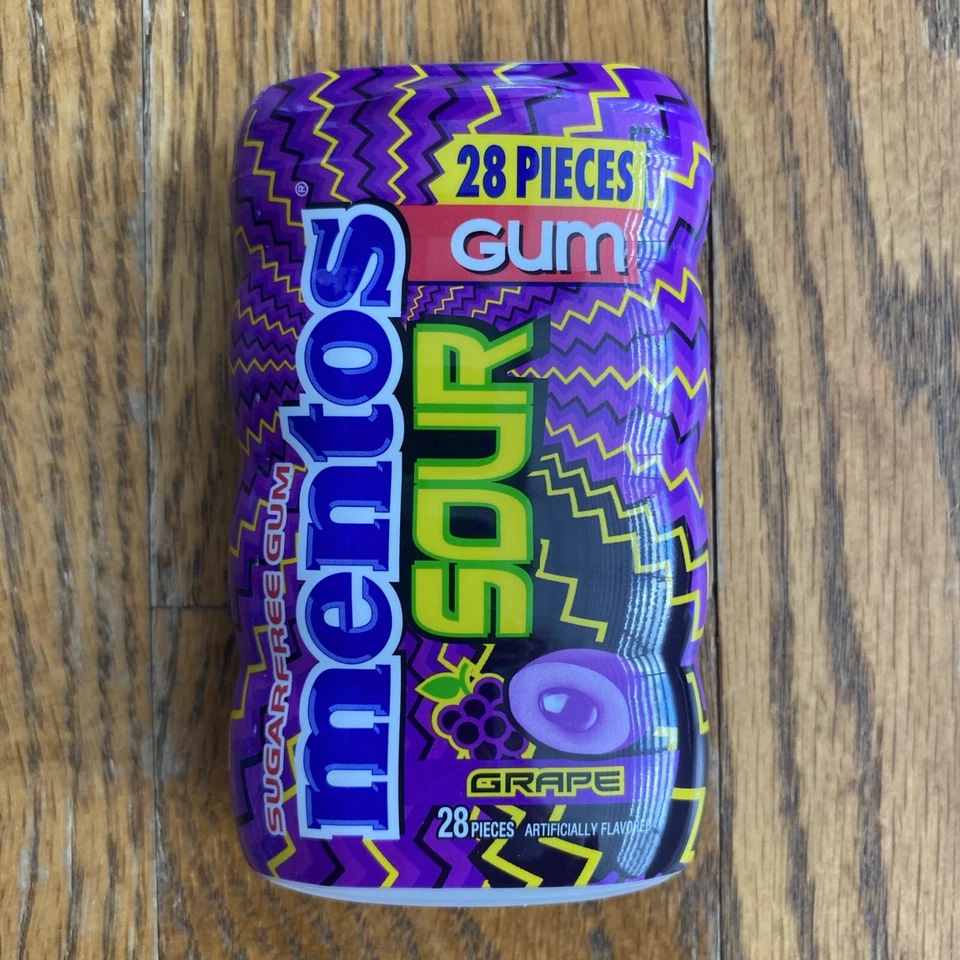 28 PIECES
GUM
mentos®
SOUR
SUGARFREE GUM
GRAPE
28 PIECES ARTIFICIALLY FLAVORED